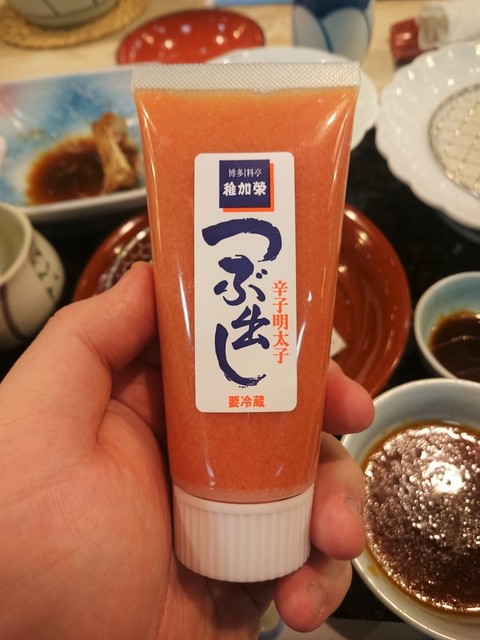 博多料亭
稚加榮
つぶ出し
辛子明太子
要冷蔵